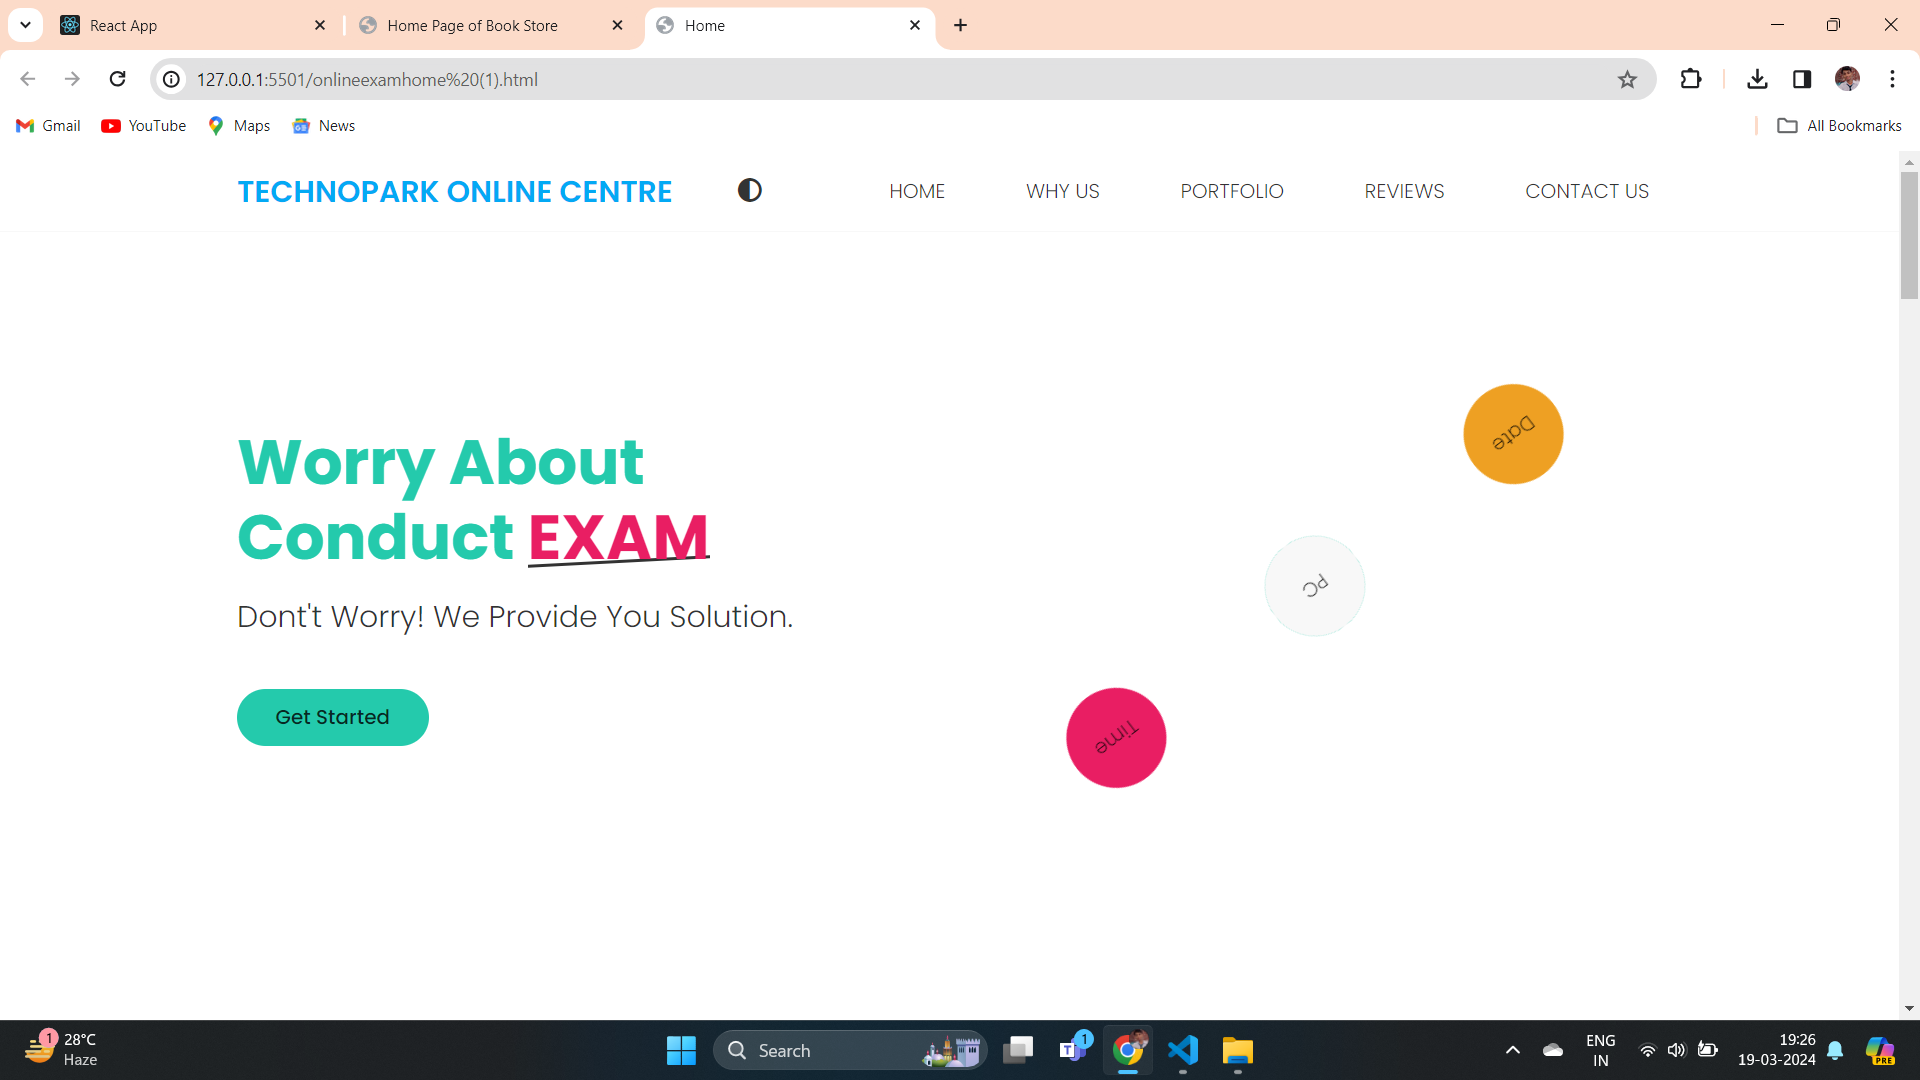 React App
Home Page of Book Store
Home
127.0.0.1:5501/onlineexamhome%20(1).html
Gmail
YouTube
Maps
News
All Bookmarks
TECHNOPARK ONLINE CENTRE
HOME
WHY US
PORTFOLIO
REVIEWS
CONTACT US
Worry About
Conduct EXAM
Dont't Worry! We Provide You Solution.
Get Started
Date
PC
Time
1
28°C
Haze
Search
1
ENG
IN
19:26
19-03-2024
PRE